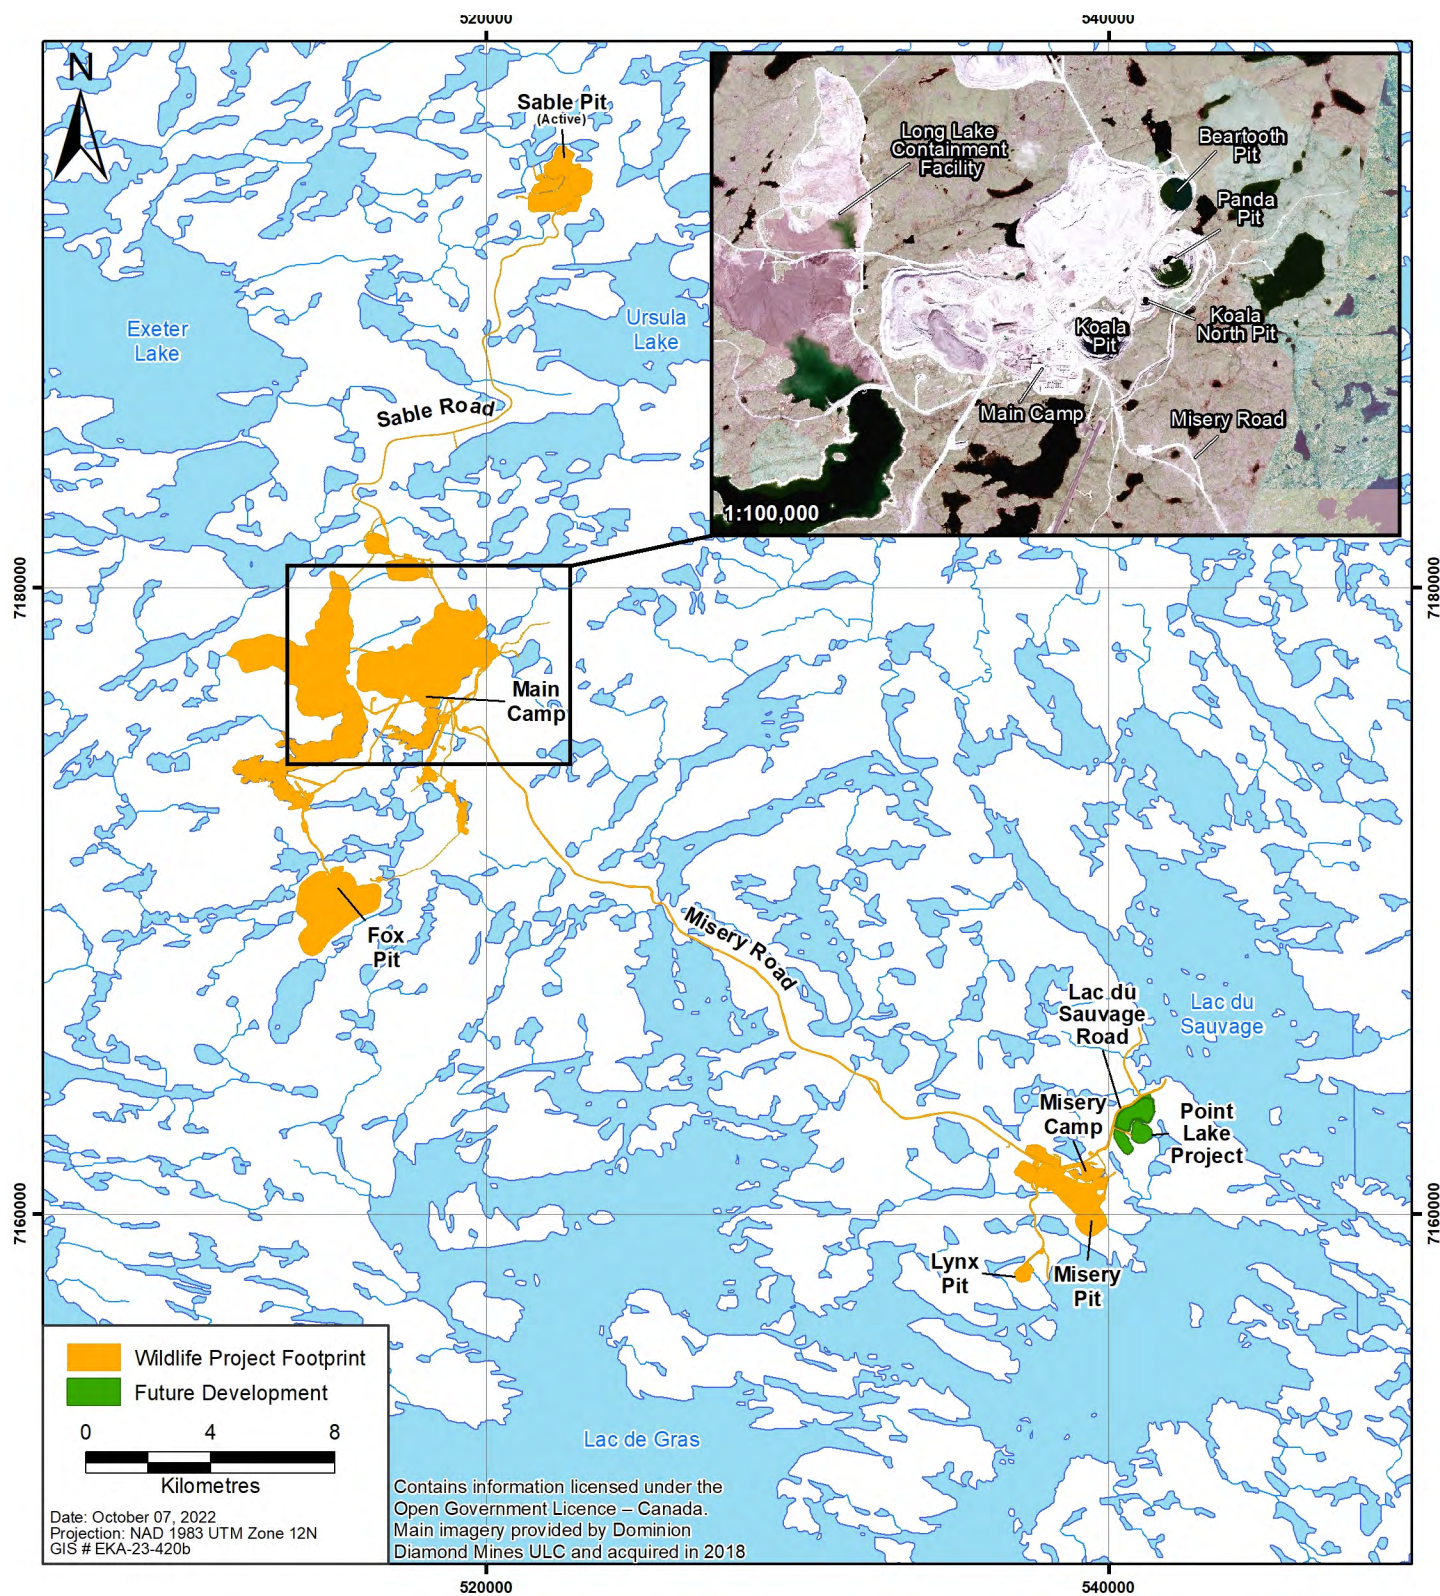 520000
540000
N
Sable Pit
(Active)
Long Lake
Containment
Facility
Beartooth
Pit
Panda
Pit
Koala
North Pit
Koala
Pit
Main Camp
Misery Road
1:100,000
Exeter
Lake
Ursula
Lake
Sable Road
7180000
7180000
Main
Camp
Fox
Pit
Misery Road
Lac du
Sauvage
Road
Lac du
Sauvage
Misery
Camp
Point
Lake
Project
7160000
7160000
Lynx
Pit
Misery
Pit
Wildlife Project Footprint
Future Development
0 4 8
Kilometres
Lac de Gras
Date: October 07, 2022
Projection: NAD 1983 UTM Zone 12N
GIS # EKA-23-420b
Contains information licensed under the
Open Government Licence – Canada.
Main imagery provided by Dominion
Diamond Mines ULC and acquired in 2018
520000
540000